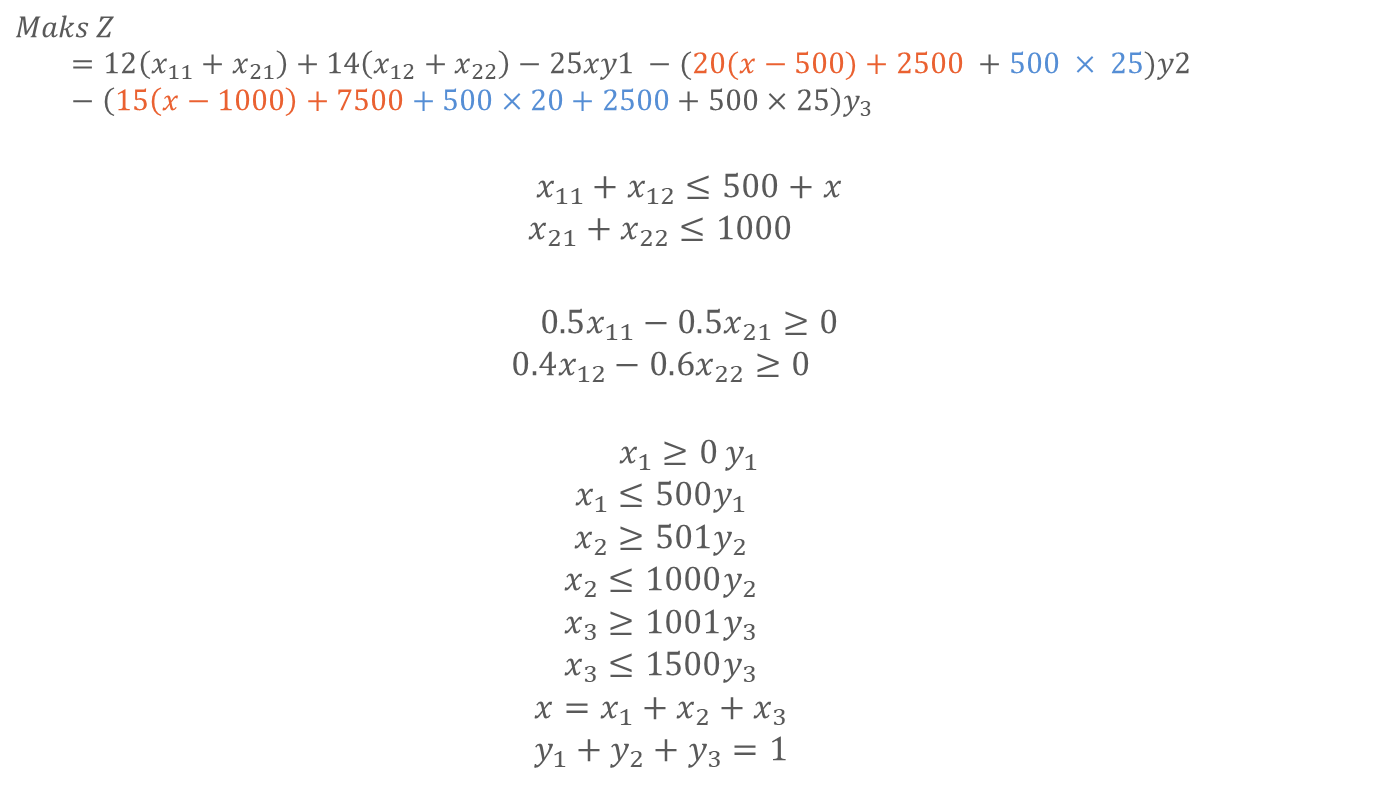 Maks Z
= 12(x₁₁ + x₂₁) + 14(x₁₂ + x₂₂) − 25xy1 − (20(x − 500) + 2500 + 500 × 25)y2
− (15(x − 1000) + 7500 + 500 × 20 + 2500 + 500 × 25)y₃
x₁₁ + x₁₂ ≤ 500 + x
x₂₁ + x₂₂ ≤ 1000
0.5x₁₁ − 0.5x₂₁ ≥ 0
0.4x₁₂ − 0.6x₂₂ ≥ 0
x₁ ≥ 0 y₁
x₁ ≤ 500y₁
x₂ ≥ 501y₂
x₂ ≤ 1000y₂
x₃ ≥ 1001y₃
x₃ ≤ 1500y₃
x = x₁ + x₂ + x₃
y₁ + y₂ + y₃ = 1